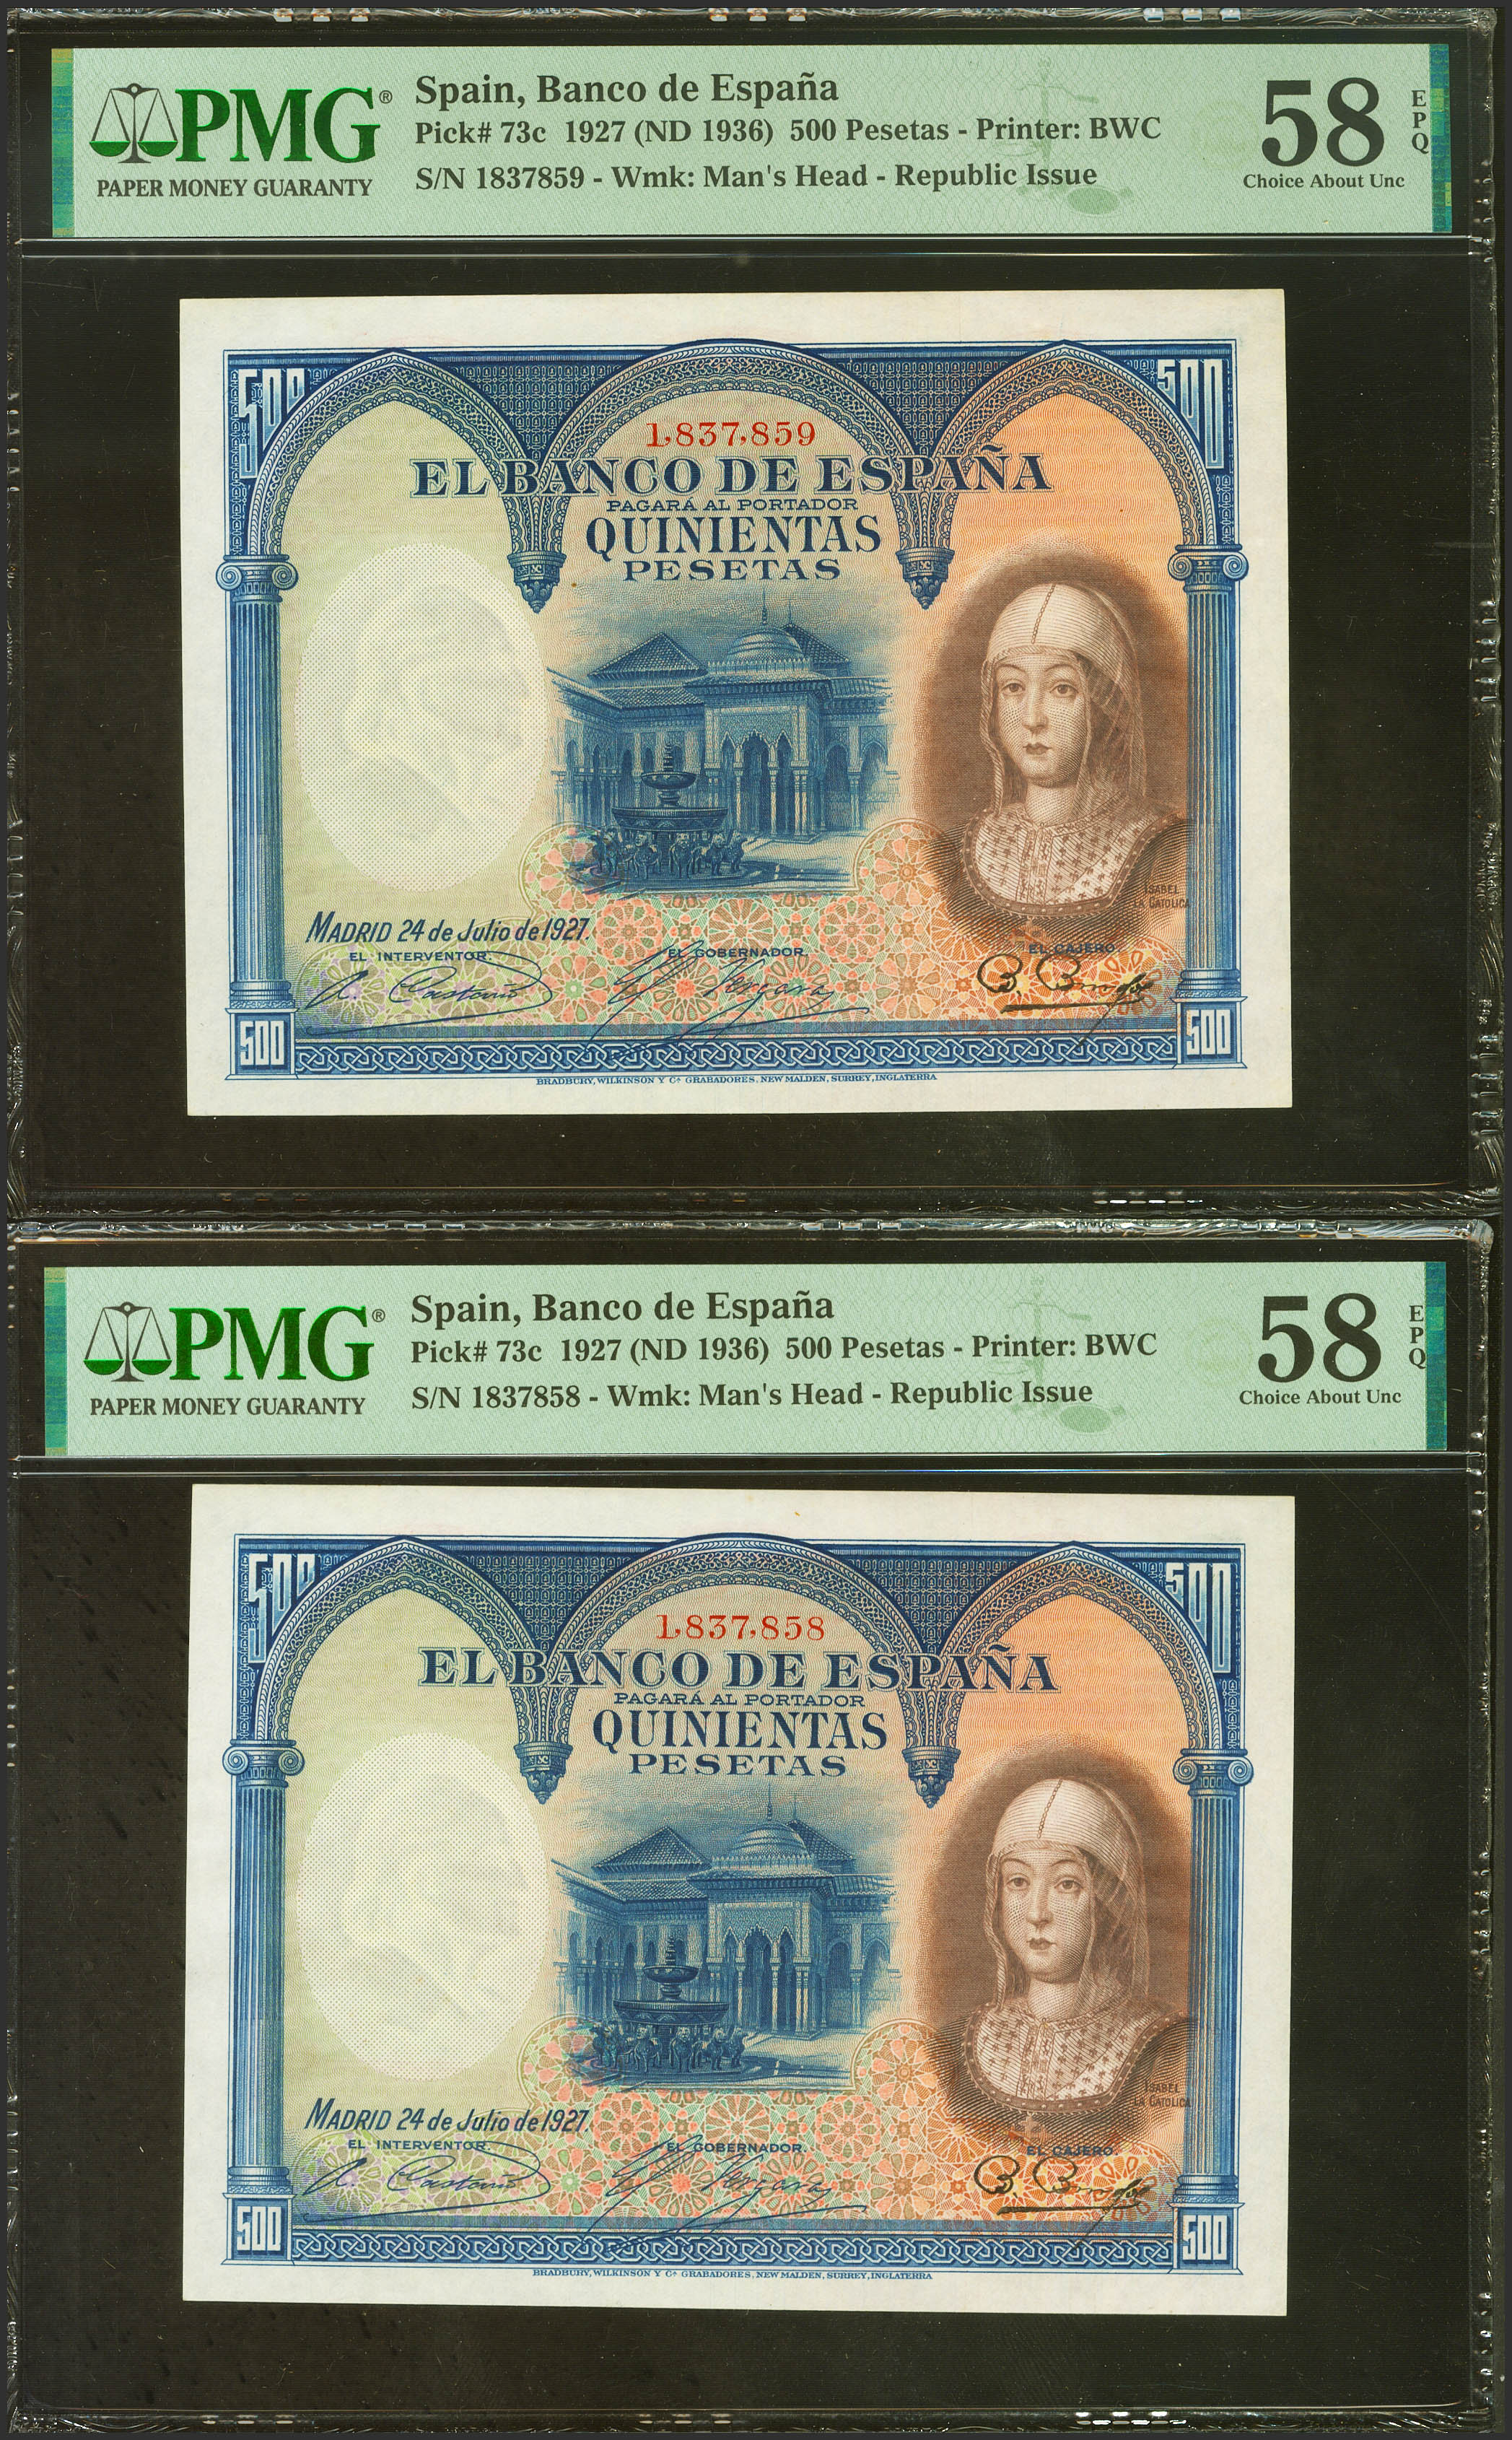 PMG®
PAPER MONEY GUARANTY
Spain, Banco de España
Pick# 73c 1927 (ND 1936) 500 Pesetas - Printer: BWC
S/N 1837859 - Wmk: Man's Head - Republic Issue
58
EPQ
Choice About Unc
500
500
1,837,859
EL BANCO DE ESPAÑA
PAGARÁ AL PORTADOR
QUINIENTAS
PESETAS
ISABEL
LA CATOLICA
MADRID 24 de Julio de 1927.
EL INTERVENTOR.
EL GOBERNADOR.
EL CAJERO.
500
500
BRADBURY, WILKINSON Y Cª GRABADORES, NEW MALDEN, SURREY, INGLATERRA
PMG®
PAPER MONEY GUARANTY
Spain, Banco de España
Pick# 73c 1927 (ND 1936) 500 Pesetas - Printer: BWC
S/N 1837858 - Wmk: Man's Head - Republic Issue
58
EPQ
Choice About Unc
500
500
1,837,858
EL BANCO DE ESPAÑA
PAGARÁ AL PORTADOR
QUINIENTAS
PESETAS
ISABEL
LA CATOLICA
MADRID 24 de Julio de 1927.
EL INTERVENTOR.
EL GOBERNADOR.
EL CAJERO.
500
500
BRADBURY, WILKINSON Y Cª GRABADORES, NEW MALDEN, SURREY, INGLATERRA